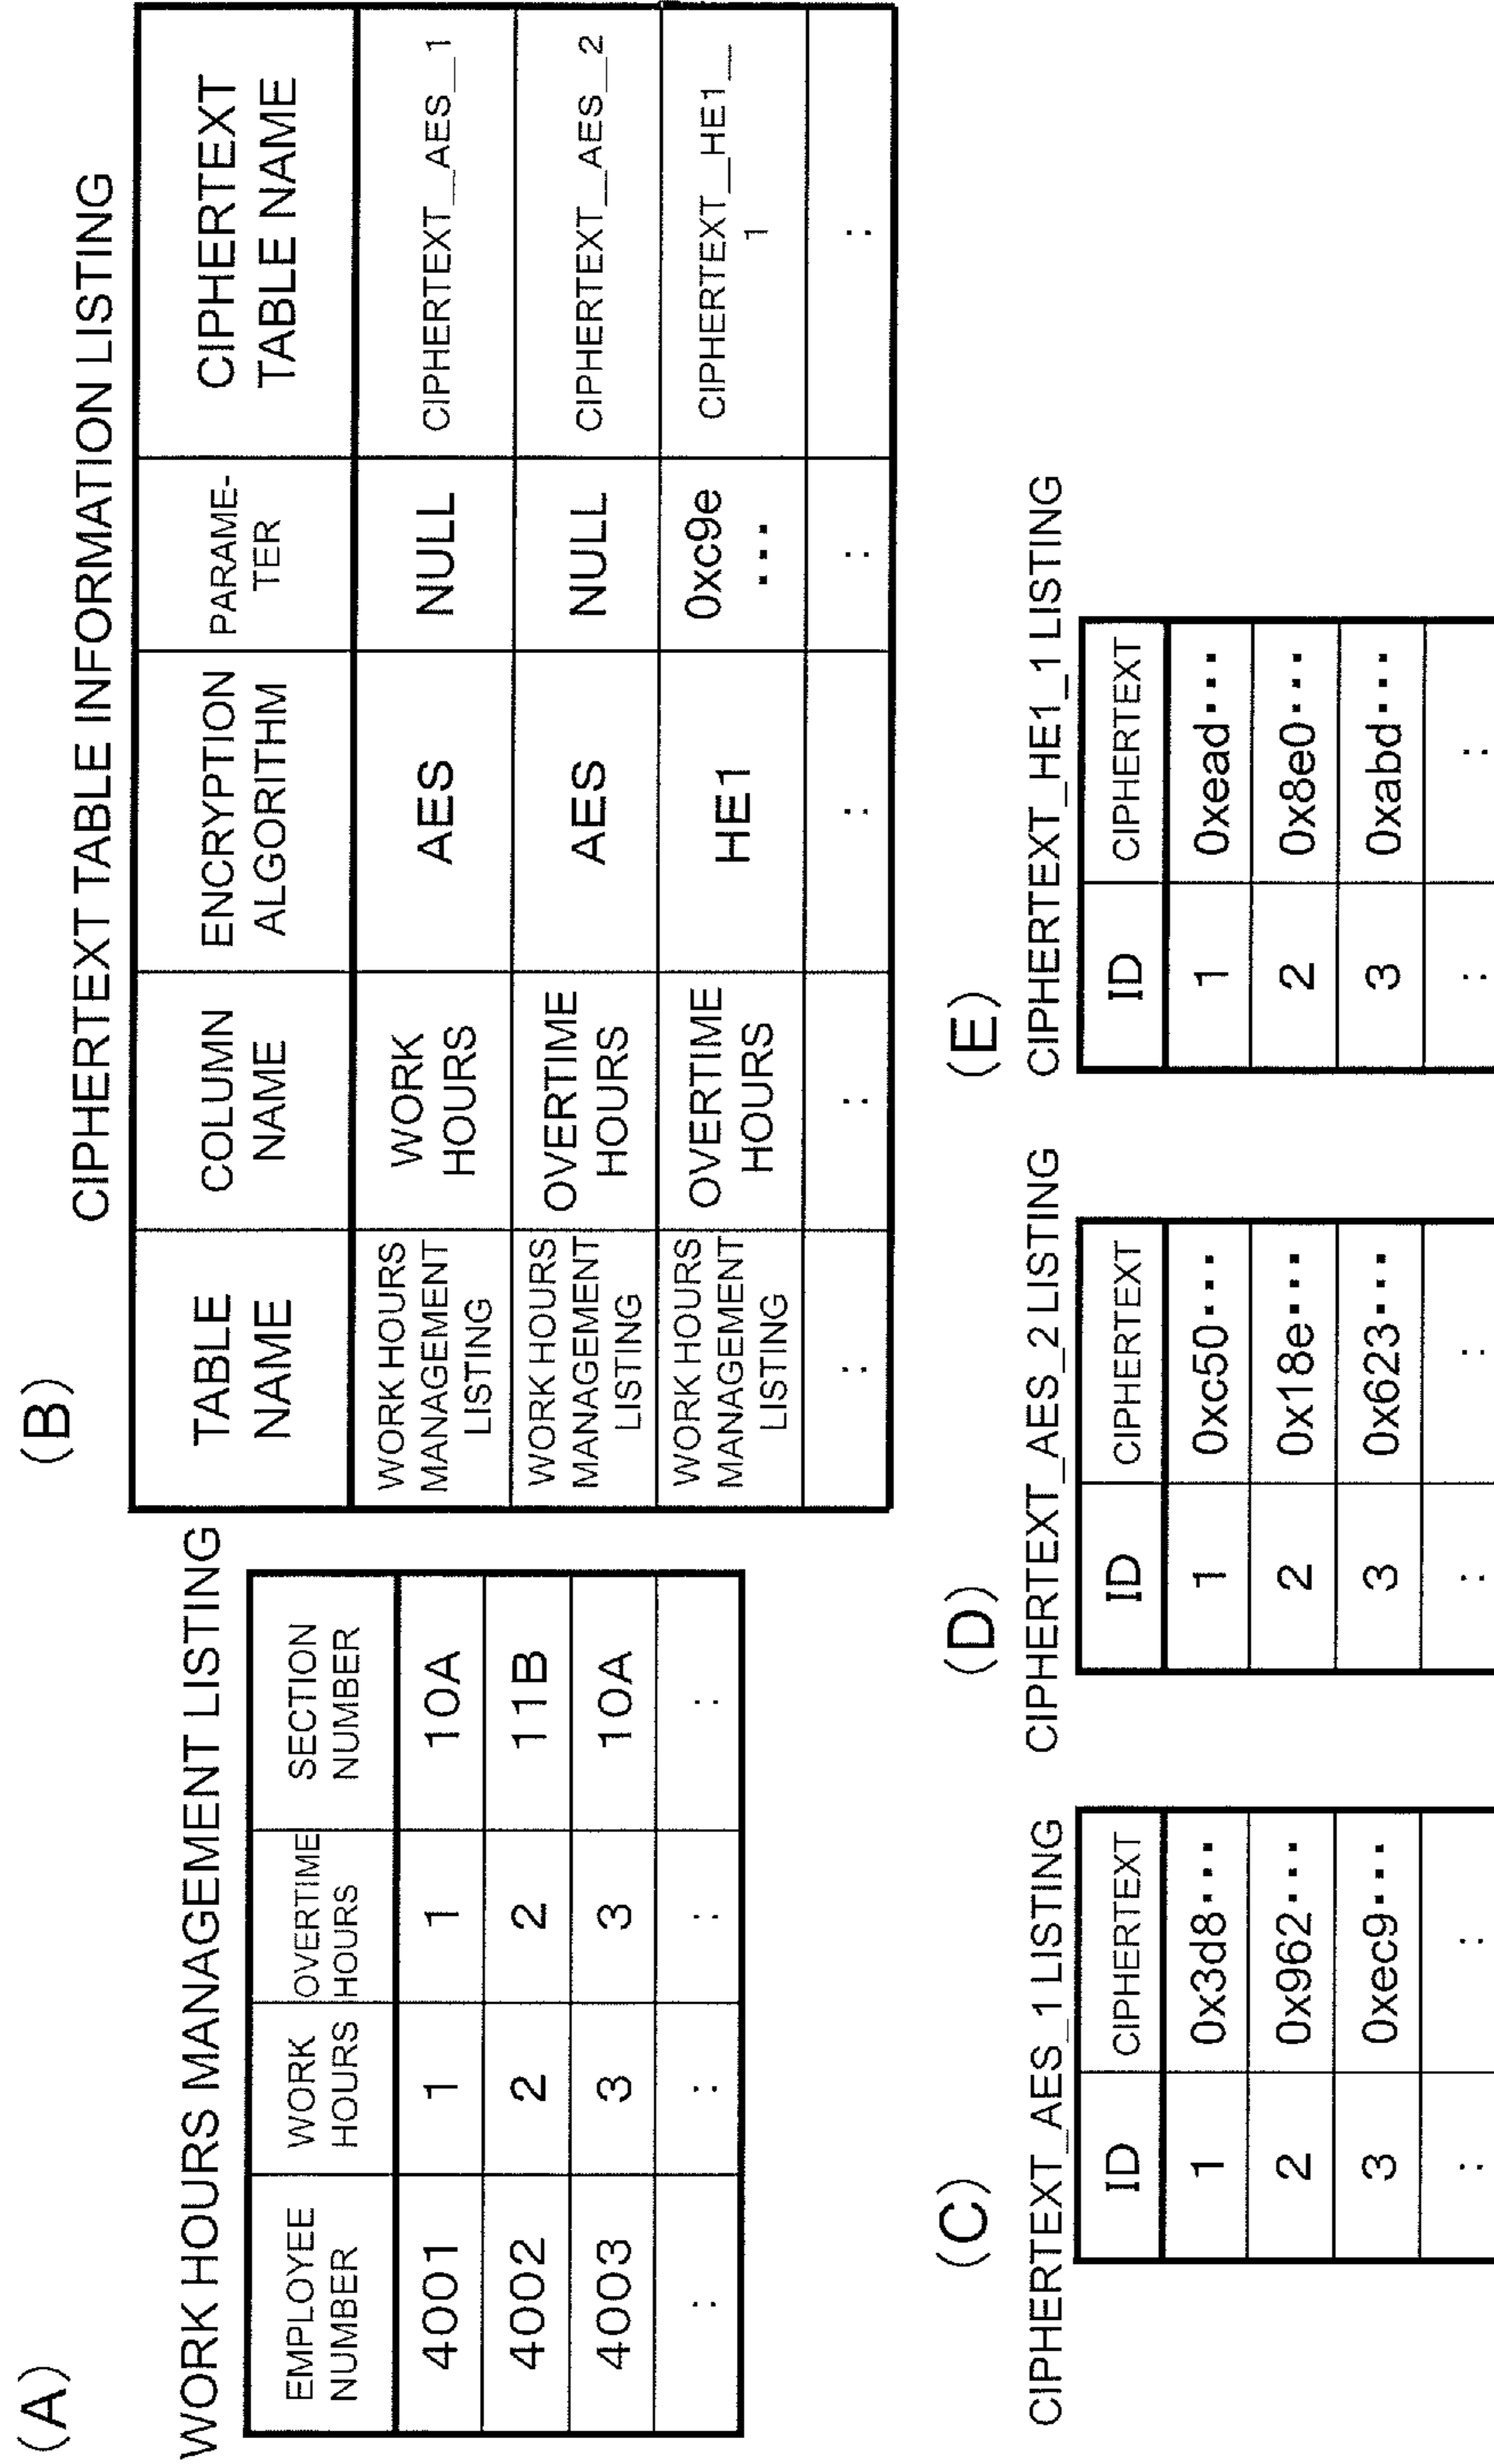 (A)
WORK HOURS MANAGEMENT LISTING
EMPLOYEE NUMBER WORK HOURS OVERTIME HOURS SECTION NUMBER
4001 1 1 10A
4002 2 2 11B
4003 3 3 10A
: : : :
(B)
CIPHERTEXT TABLE INFORMATION LISTING
TABLE NAME COLUMN NAME ENCRYPTION ALGORITHM PARAME-TER CIPHERTEXT TABLE NAME
WORK HOURS MANAGEMENT LISTING WORK HOURS AES NULL CIPHERTEXT_AES_1
WORK HOURS MANAGEMENT LISTING OVERTIME HOURS AES NULL CIPHERTEXT_AES_2
WORK HOURS MANAGEMENT LISTING OVERTIME HOURS HE1 0xc9e ... CIPHERTEXT_HE1_1
: : : : :
(C)
CIPHERTEXT_AES_1 LISTING
ID CIPHERTEXT
1 0x3d8...
2 0x962...
3 0xec9...
: :
(D)
CIPHERTEXT_AES_2 LISTING
ID CIPHERTEXT
1 0xc50...
2 0x18e...
3 0x623...
: :
(E)
CIPHERTEXT_HE1_1 LISTING
ID CIPHERTEXT
1 0xead...
2 0x8e0...
3 0xabd...
: :